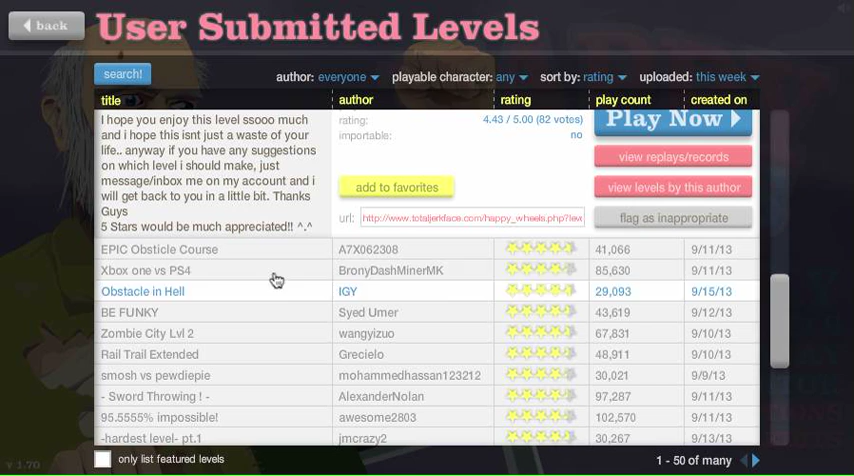 back
User Submitted Levels
search!
author: everyone playable character: any sort by: rating uploaded: this week
title author rating play count created on
I hope you enjoy this level ssooo much
and i hope this isnt just a waste of your
life.. anyway if you have any suggestions
on which level i should make, just
message/inbox me on my account and i
will get back to you in a little bit. Thanks
Guys
5 Stars would be much appreciated!! ^.^
rating: 4.43 / 5.00 (82 votes)
importable: no
add to favorites
url: http://www.totaljerkface.com/happy_wheels.php?leve
Play Now
view replays/records
view levels by this author
flag as inappropriate
EPIC Obsticle Course A7X062308 41,066 9/11/13
Xbox one vs PS4 BronyDashMinerMK 85,630 9/11/13
Obstacle in Hell IGY 29,093 9/15/13
BE FUNKY Syed Umer 43,619 9/12/13
Zombie City Lvl 2 wangyizuo 67,831 9/10/13
Rail Trail Extended Grecielo 48,911 9/10/13
smosh vs pewdiepie mohammedhassan123212 30,021 9/9/13
- Sword Throwing ! - AlexanderNolan 97,287 9/11/13
95.5555% impossible! awesome2803 102,570 9/11/13
-hardest level- pt.1 jmcrazy2 30,267 9/13/13
only list featured levels
1 - 50 of many
v 1.70